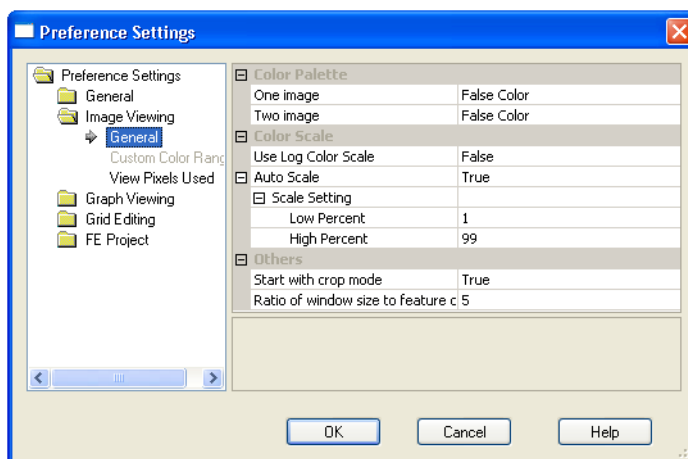 Preference Settings
Preference Settings
General
Image Viewing
General
Custom Color Rang
View Pixels Used
Graph Viewing
Grid Editing
FE Project
Color Palette
One image False Color
Two image False Color
Color Scale
Use Log Color Scale False
Auto Scale True
Scale Setting
Low Percent 1
High Percent 99
Others
Start with crop mode True
Ratio of window size to feature c 5
OK Cancel Help